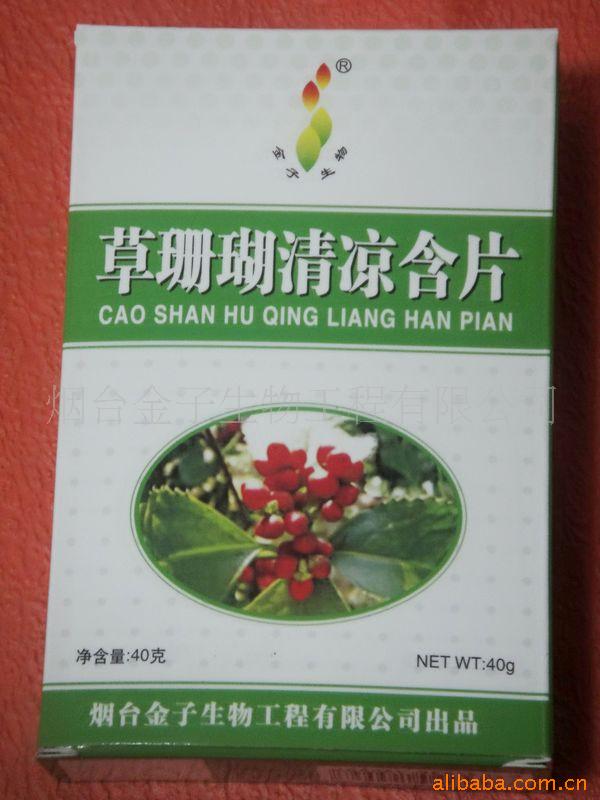 ®
金子生物
草珊瑚清凉含片
CAO SHAN HU QING LIANG HAN PIAN
烟台金子生物工程有限公司
净含量:40克
NET WT:40g
烟台金子生物工程有限公司出品
alibaba.com.cn